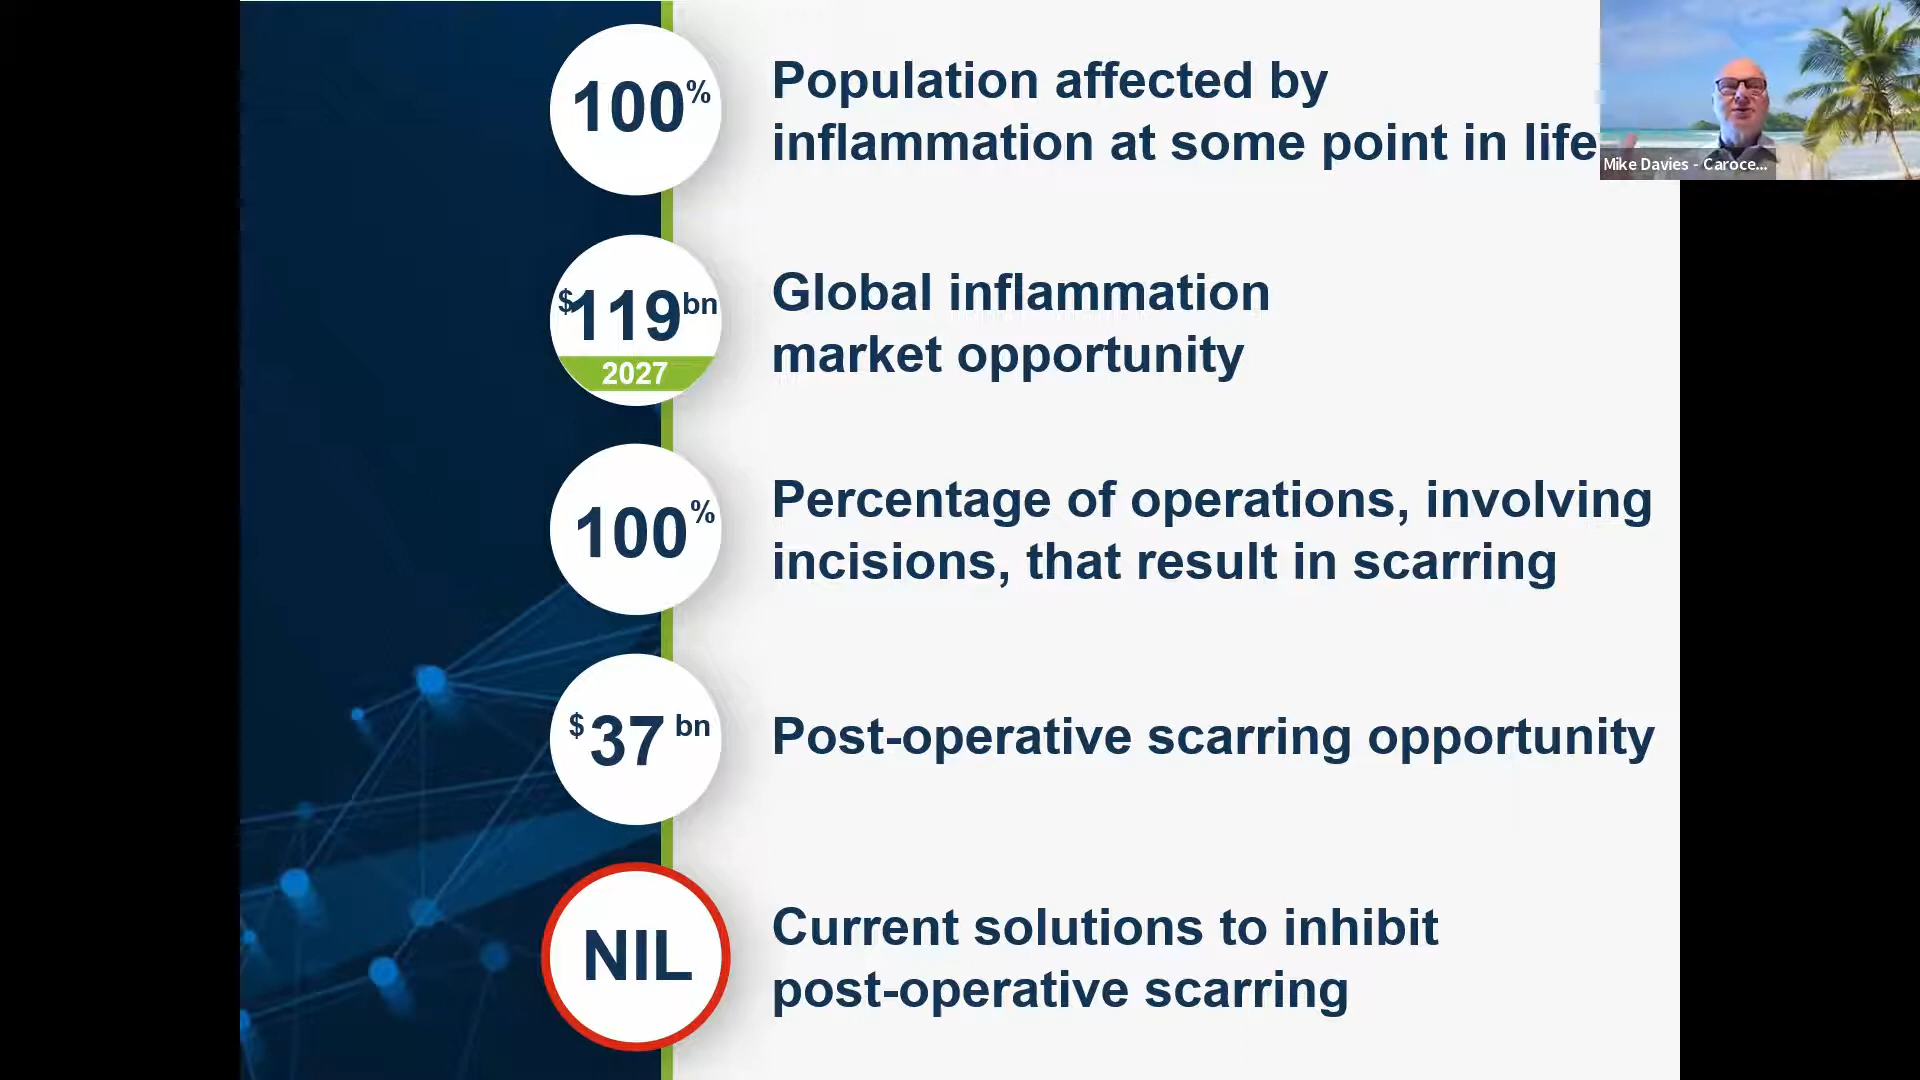 100%
Population affected by
inflammation at some point in life
Mike Davies - Caroce...
$119bn
2027
Global inflammation
market opportunity
100%
Percentage of operations, involving
incisions, that result in scarring
$37bn
Post-operative scarring opportunity
NIL
Current solutions to inhibit
post-operative scarring